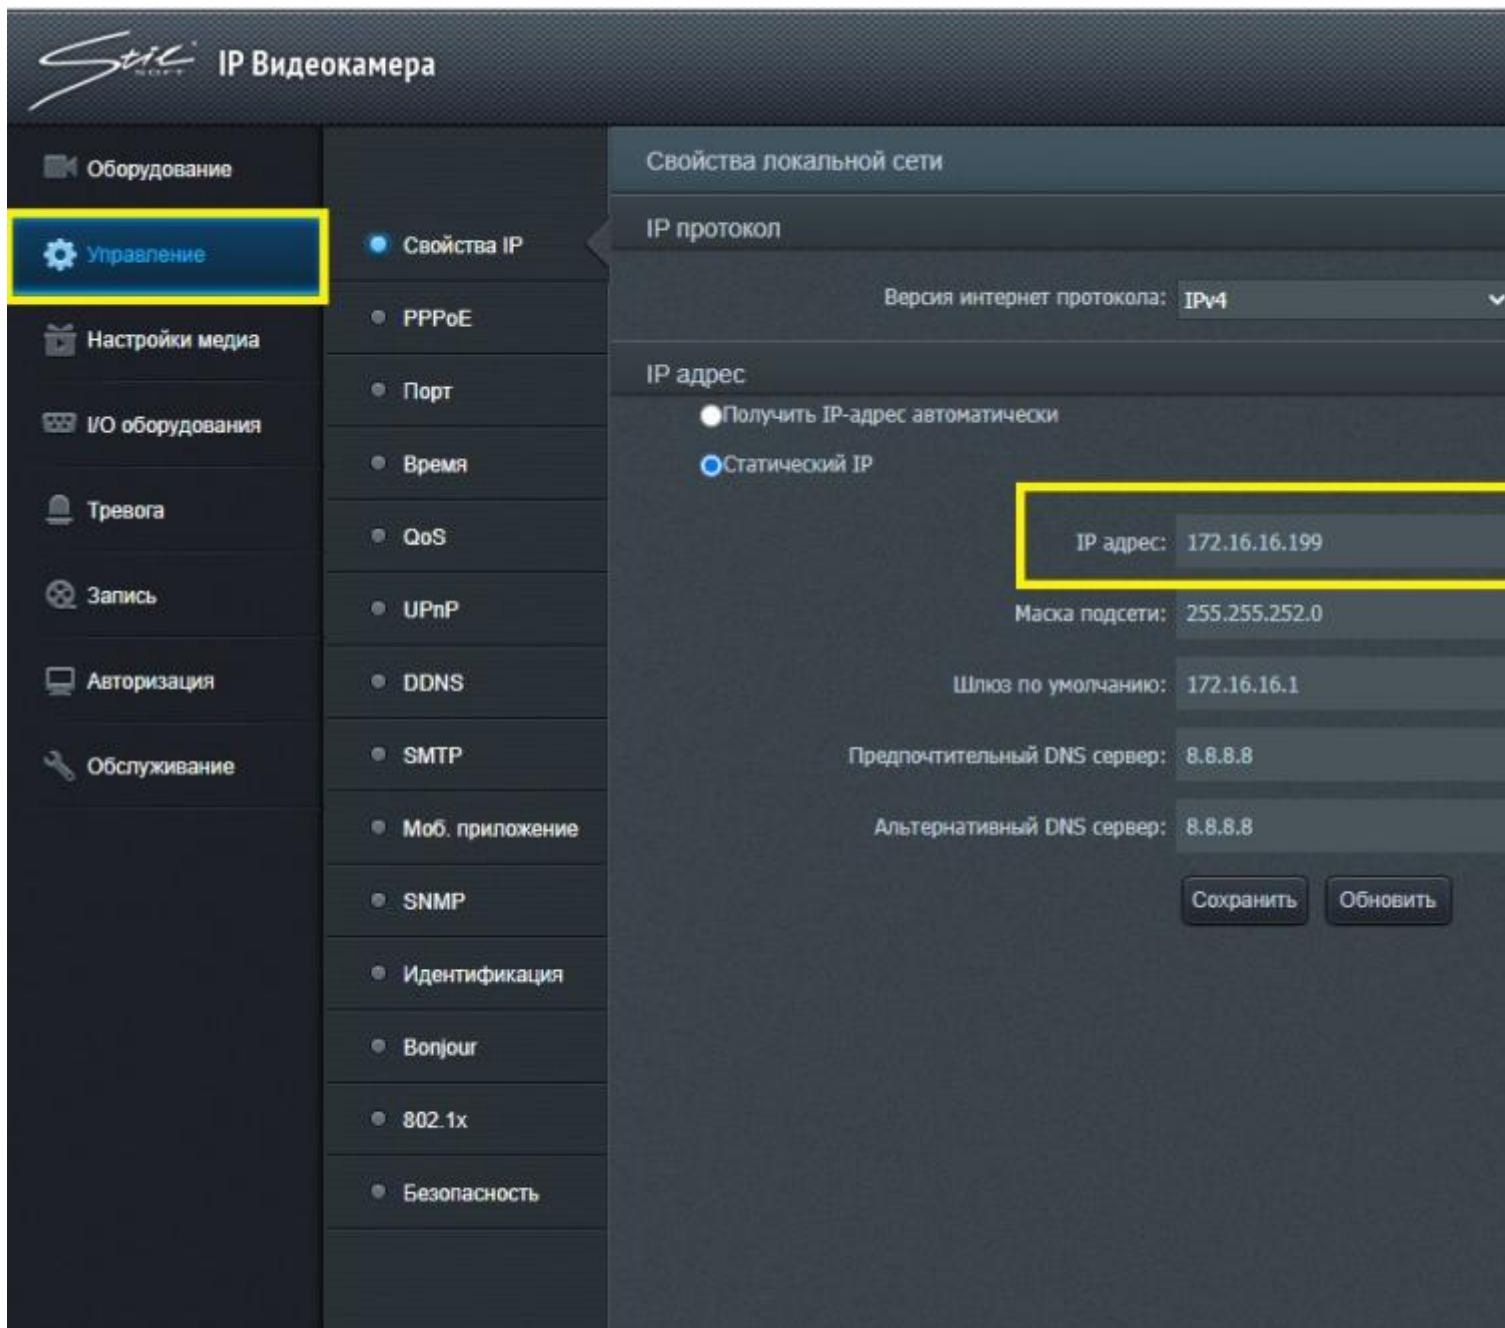 Stil SOFT
IP Видеокамера
Оборудование
Управление
Настройки медиа
I/O оборудования
Тревога
Запись
Авторизация
Обслуживание
Свойства IP
PPPoE
Порт
Время
QoS
UPnP
DDNS
SMTP
Моб. приложение
SNMP
Идентификация
Bonjour
802.1x
Безопасность
Свойства локальной сети
IP протокол
Версия интернет протокола: IPv4
IP адрес
Получить IP-адрес автоматически
Статический IP
IP адрес: 172.16.16.199
Маска подсети: 255.255.252.0
Шлюз по умолчанию: 172.16.16.1
Предпочтительный DNS сервер: 8.8.8.8
Альтернативный DNS сервер: 8.8.8.8
Сохранить Обновить